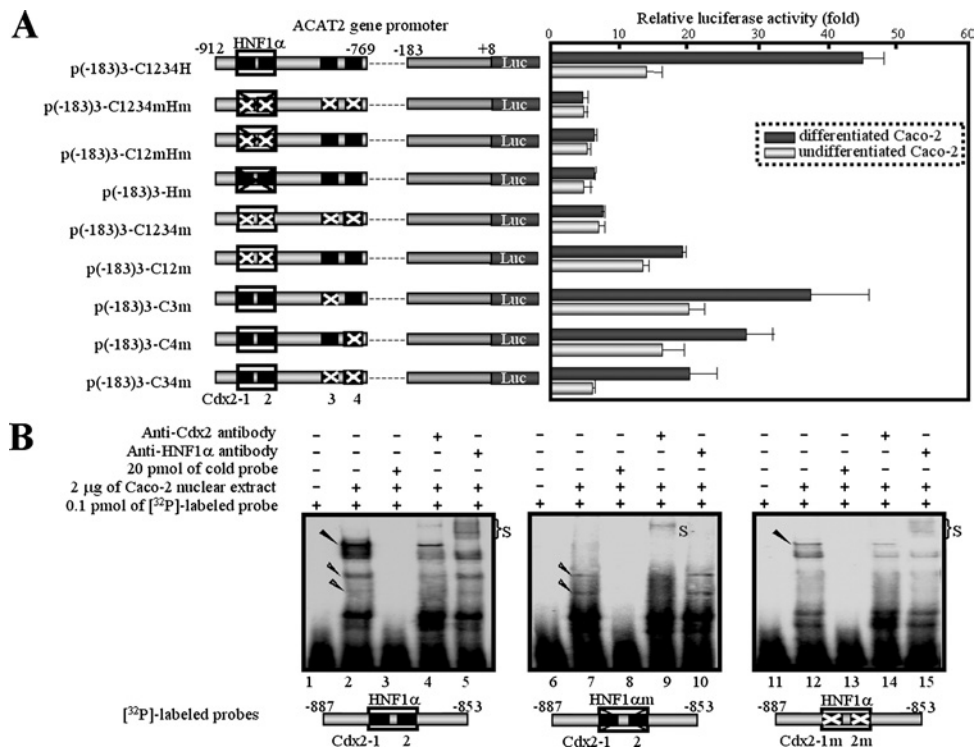 A
ACAT2 gene promoter
Relative luciferase activity (fold)
-912 HNF1α -769 -183 +8
0 10 20 30 40 50 60
p(-183)3-C1234H Luc
p(-183)3-C1234mHm Luc
p(-183)3-C12mHm Luc
p(-183)3-Hm Luc
p(-183)3-C1234m Luc
p(-183)3-C12m Luc
p(-183)3-C3m Luc
p(-183)3-C4m Luc
p(-183)3-C34m Luc
Cdx2-1 2 3 4
differentiated Caco-2
undifferentiated Caco-2
B
Anti-Cdx2 antibody - - - + - - - - + - - - - + -
Anti-HNF1α antibody - - - - + - - - - + - - - - +
20 pmol of cold probe - - + - - - - + - - - - + - -
2 μg of Caco-2 nuclear extract - + + + + - + + + + - + + + +
0.1 pmol of [32P]-labeled probe + + + + + + + + + + + + + + +
S S S
1 2 3 4 5 6 7 8 9 10 11 12 13 14 15
[32P]-labeled probes
-887 HNF1α -853
Cdx2-1 2
-887 HNF1αm -853
Cdx2-1 2
-887 HNF1α -853
Cdx2-1m 2m